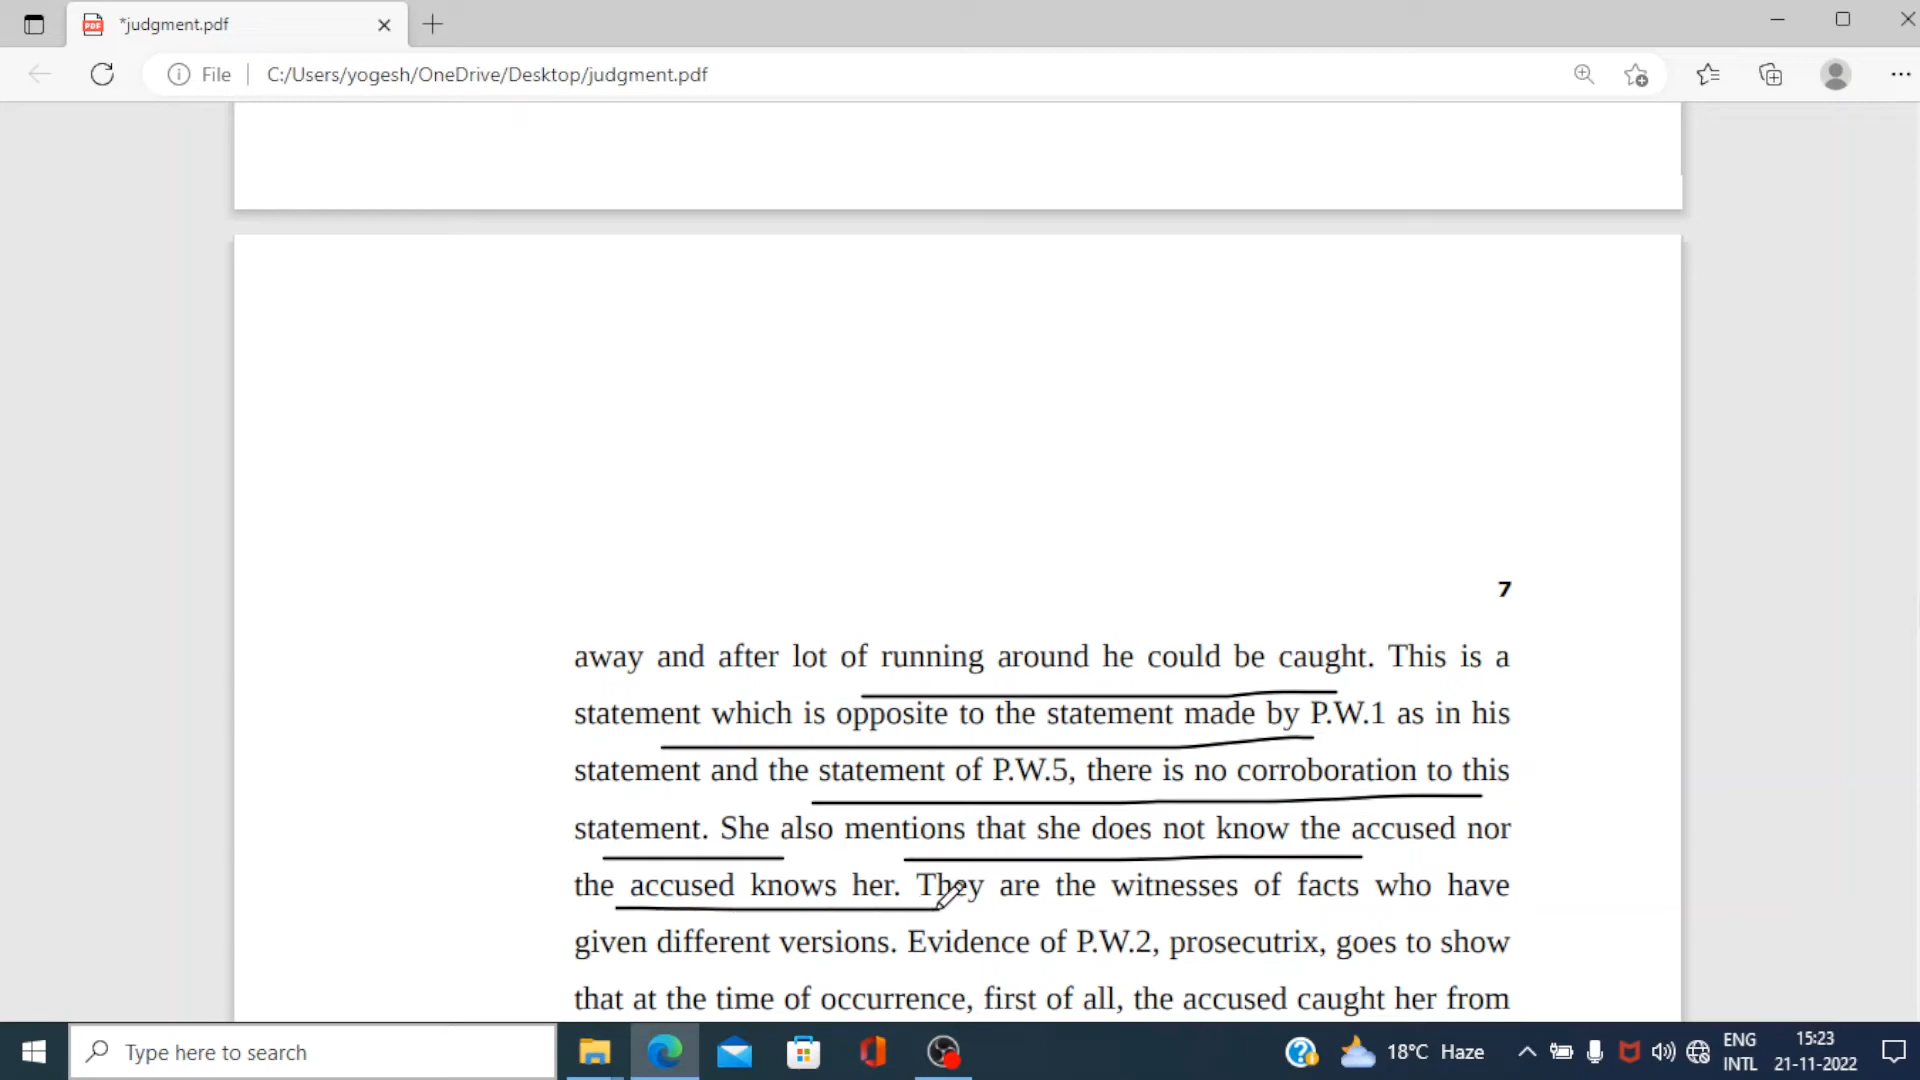 *judgment.pdf
File
C:/Users/yogesh/OneDrive/Desktop/judgment.pdf
7
away and after lot of running around he could be caught. This is a
statement which is opposite to the statement made by P.W.1 as in his
statement and the statement of P.W.5, there is no corroboration to this
statement. She also mentions that she does not know the accused nor
the accused knows her. They are the witnesses of facts who have
given different versions. Evidence of P.W.2, prosecutrix, goes to show
that at the time of occurrence, first of all, the accused caught her from
Type here to search
18°C Haze
ENG
INTL
15:23
21-11-2022